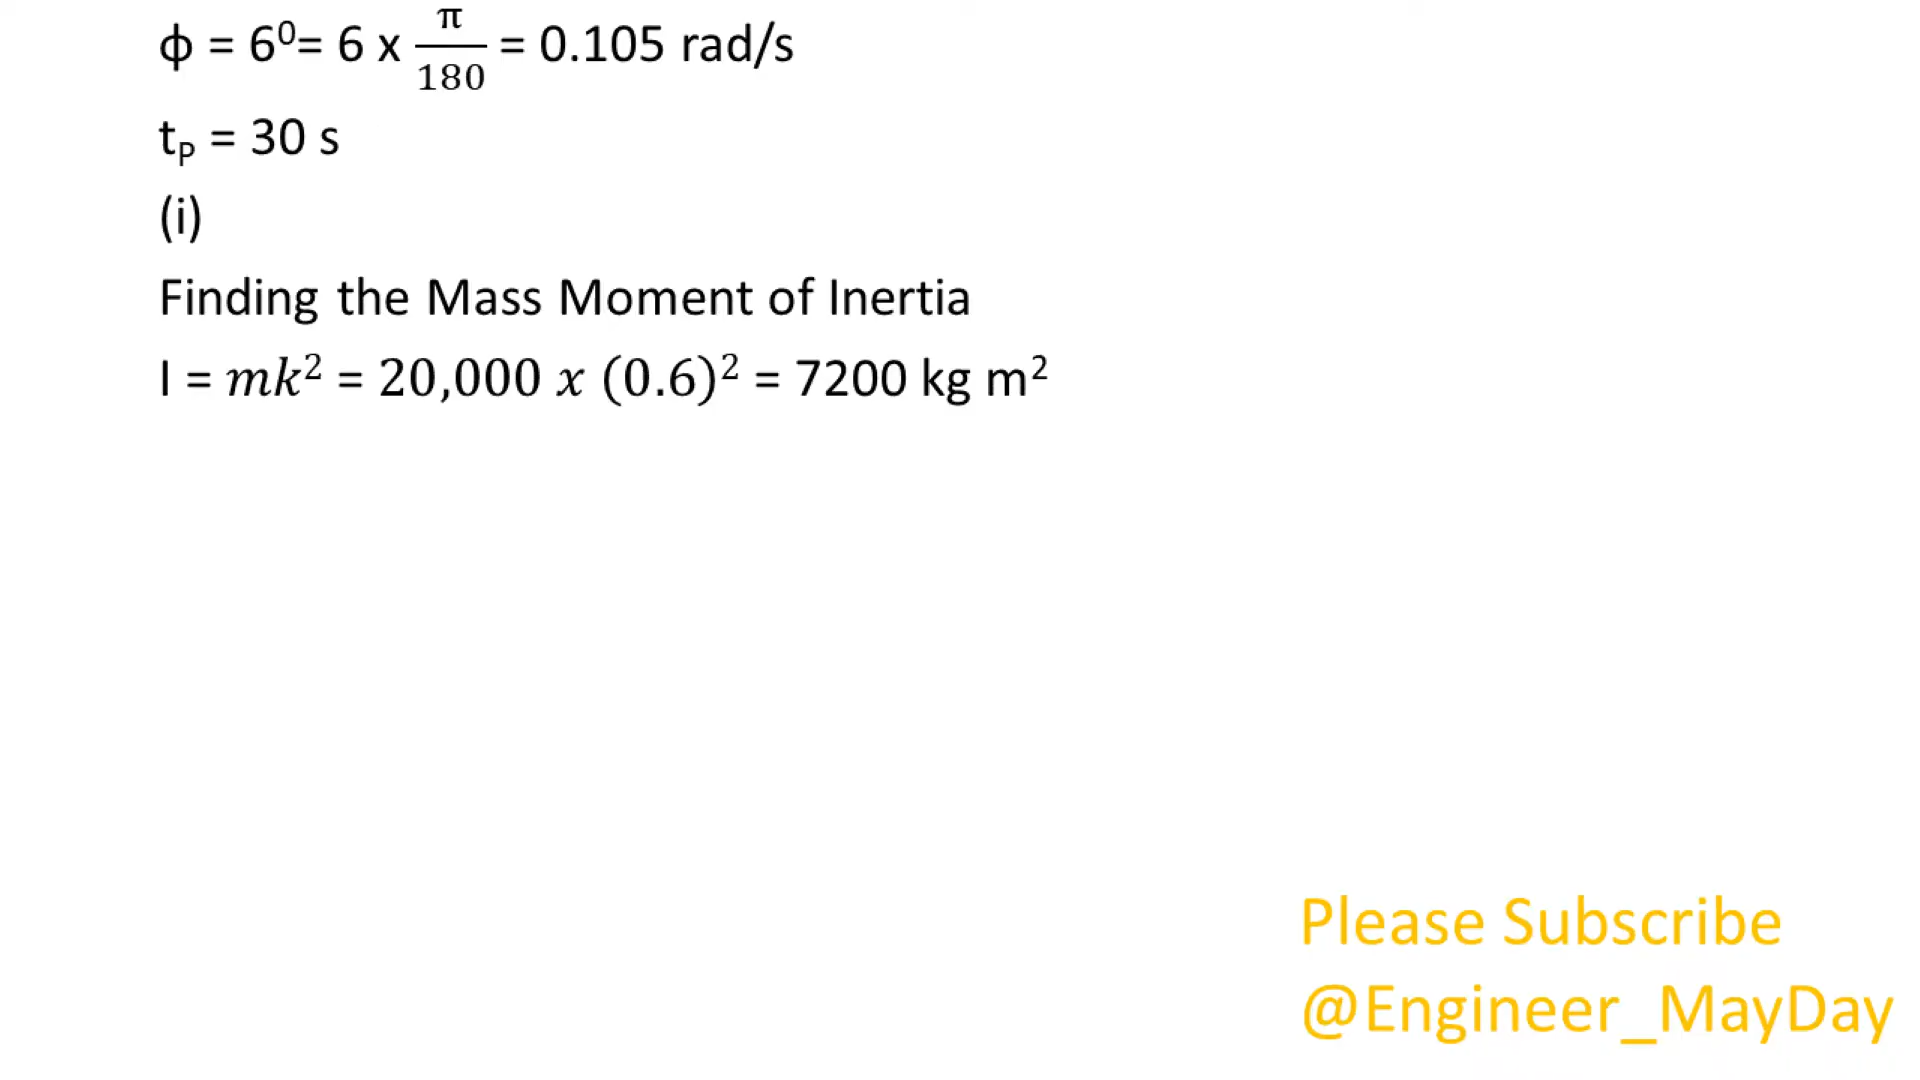 ϕ = 6⁰= 6 x π/180 = 0.105 rad/s
tₚ = 30 s
(i)
Finding the Mass Moment of Inertia
I = mk² = 20,000 x (0.6)² = 7200 kg m²
Please Subscribe
@Engineer_MayDay